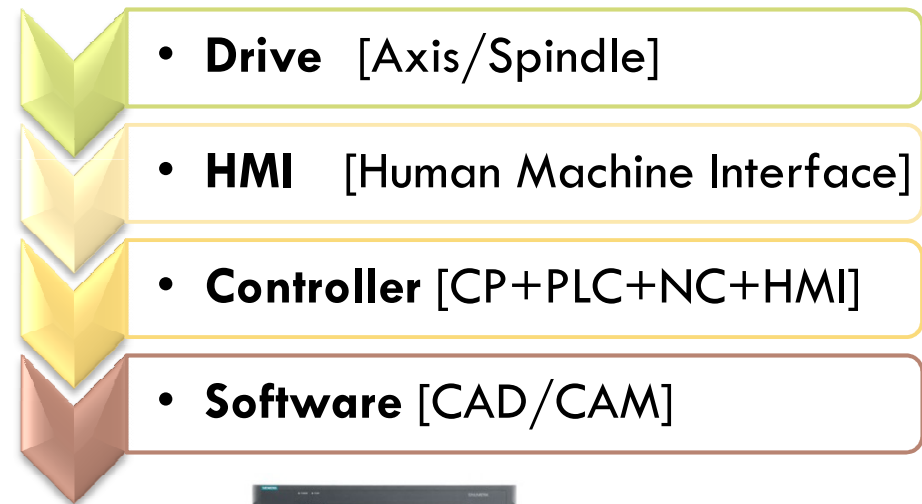 • Drive [Axis/Spindle]
• HMI [Human Machine Interface]
• Controller [CP+PLC+NC+HMI]
• Software [CAD/CAM]